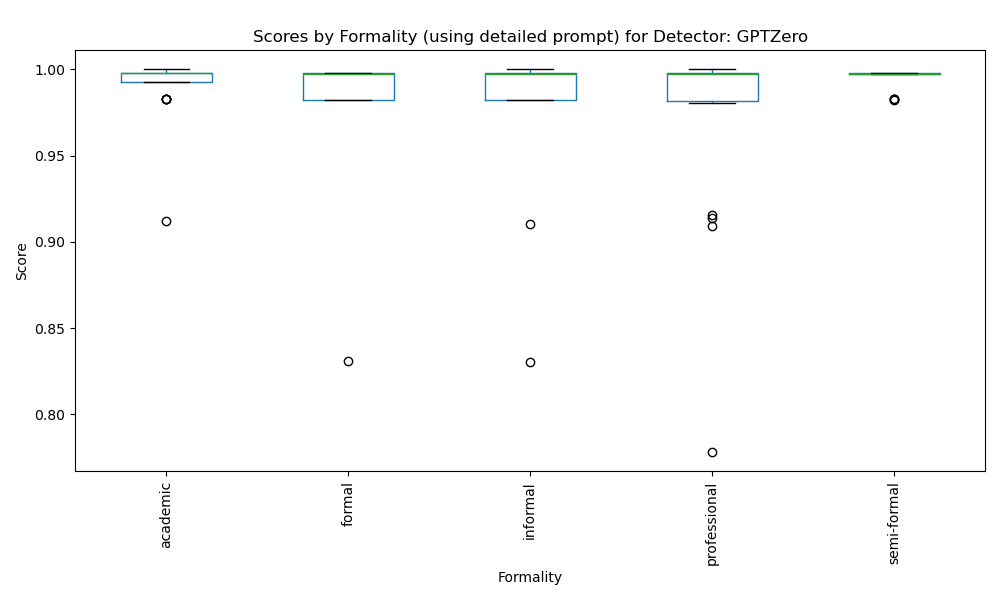 Scores by Formality (using detailed prompt) for Detector: GPTZero
1.00
0.95
0.90
0.85
0.80
Score
academic
formal
informal
professional
semi-formal
Formality